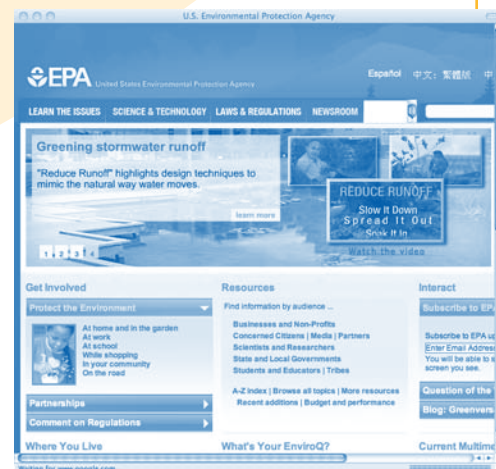 U.S. Environmental Protection Agency
EPA United States Environmental Protection Agency
Español 中文: 繁體版 中
LEARN THE ISSUES SCIENCE & TECHNOLOGY LAWS & REGULATIONS NEWSROOM
Greening stormwater runoff
"Reduce Runoff" highlights design techniques to
mimic the natural way water moves.
learn more
REDUCE RUNOFF
Slow It Down
Spread It Out
Soak It In
Watch the video
1 2 3 4
Get Involved
Protect the Environment
At home and in the garden
At work
At school
While shopping
In your community
On the road
Partnerships
Comment on Regulations
Where You Live
Resources
Find information by audience ...
Businesses and Non-Profits
Concerned Citizens | Media | Partners
Scientists and Researchers
State and Local Governments
Students and Educators | Tribes
A-Z Index | Browse all topics | More resources
Recent additions | Budget and performance
What's Your EnviroQ?
Interact
Subscribe to EPA
Subscribe to EPA up
Enter Email Address
You will be able to s
screen you see.
Question of the
Blog: Greenvers
Current Multime
Waiting for www.google.com